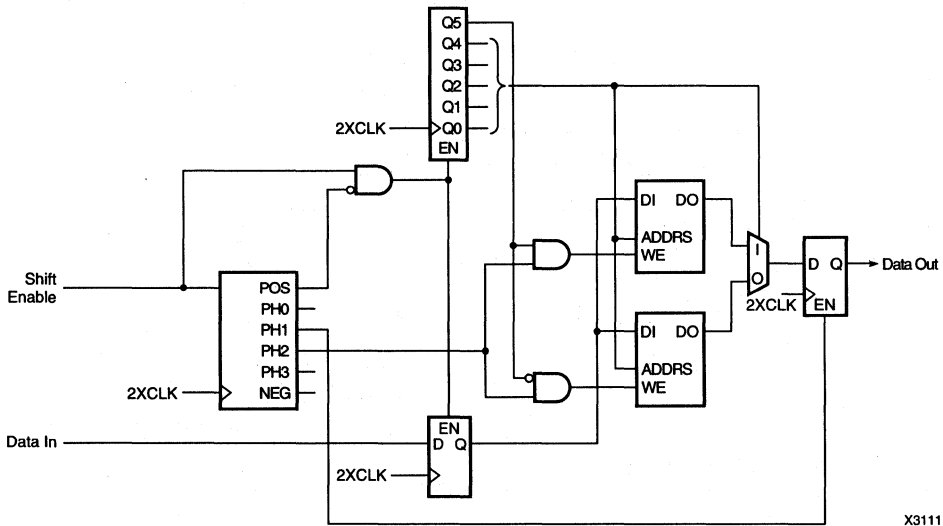 Q5
Q4
Q3
Q2
Q1
2XCLK
Q0
EN
DI DO
ADDRS
WE
I
O
D Q
Data Out
2XCLK
EN
Shift
Enable
POS
PH0
PH1
PH2
PH3
2XCLK
NEG
DI DO
ADDRS
WE
Data In
EN
D Q
2XCLK
X3111